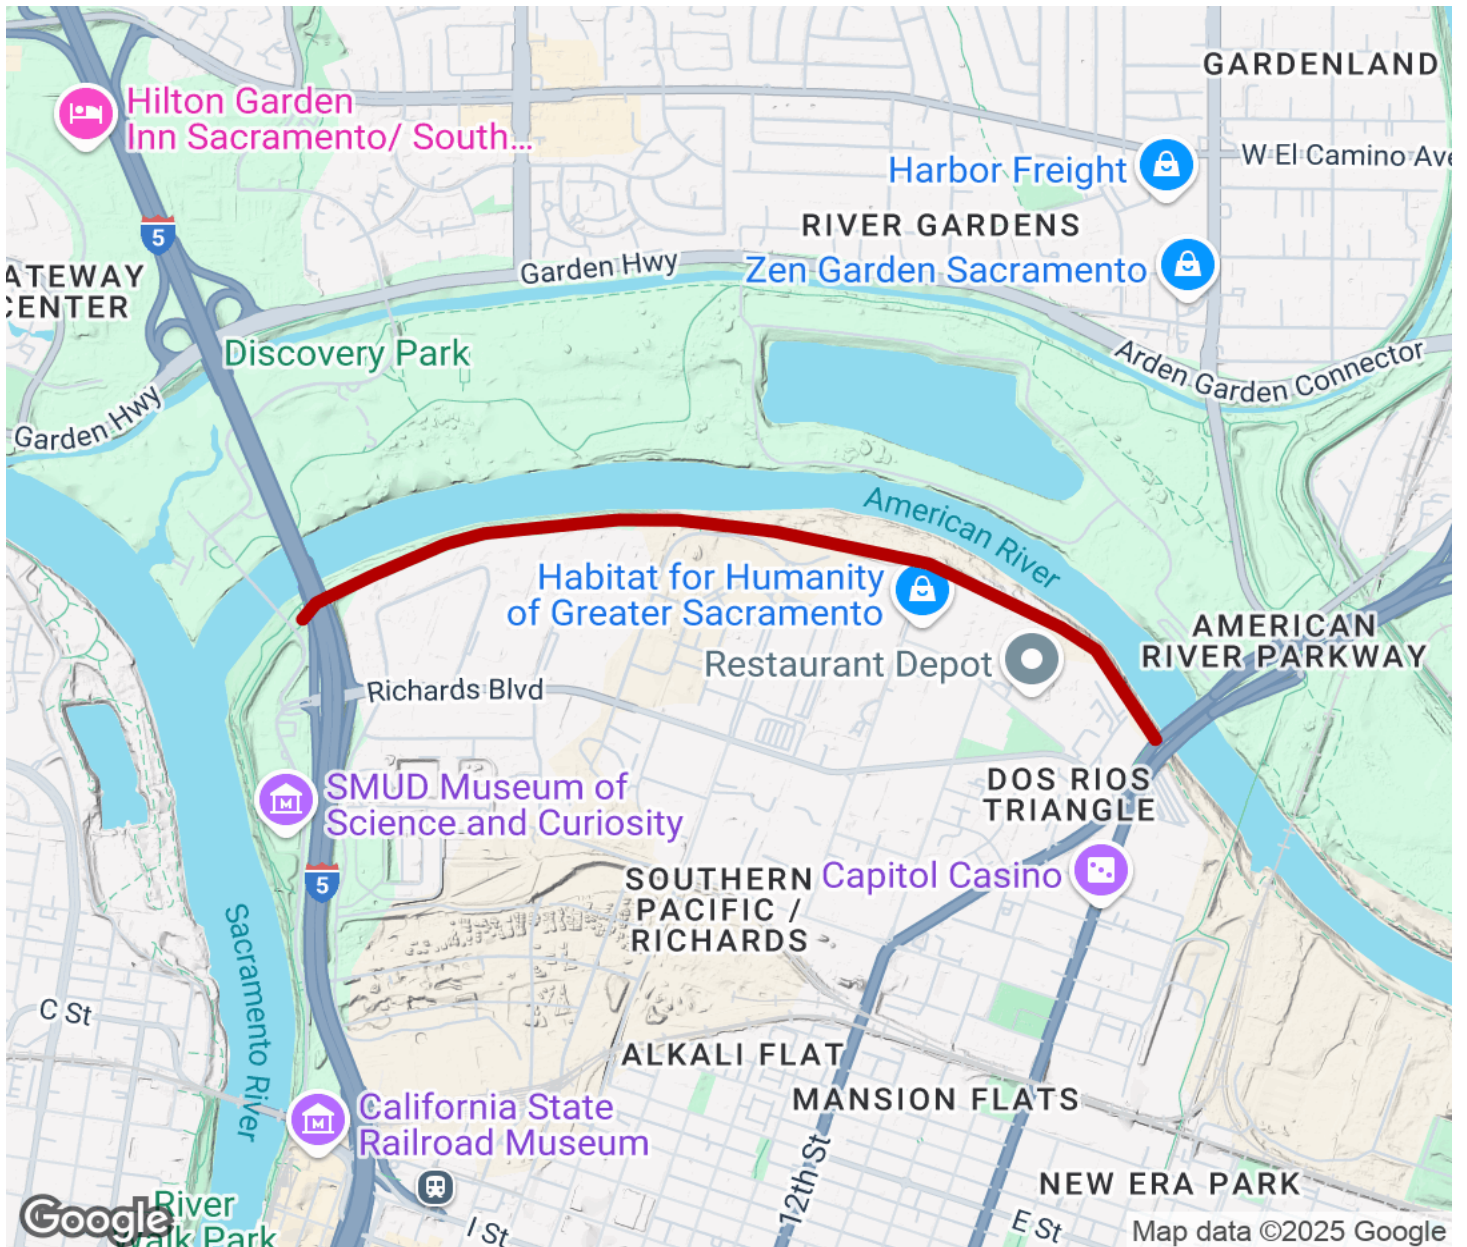 GARDENLAND
Hilton Garden
Inn Sacramento/ South...
Harbor Freight
W El Camino Ave
5
RIVER GARDENS
ATEWAY
CENTER
Garden Hwy
Zen Garden Sacramento
Discovery Park
Arden Garden Connector
Garden Hwy
American River
Habitat for Humanity
of Greater Sacramento
AMERICAN
RIVER PARKWAY
Restaurant Depot
Richards Blvd
SMUD Museum of
Science and Curiosity
DOS RIOS
TRIANGLE
5
SOUTHERN
PACIFIC /
RICHARDS
Capitol Casino
Sacramento River
C St
ALKALI FLAT
MANSION FLATS
California State
Railroad Museum
12th St
NEW ERA PARK
River
Walk Park
I St
E St
Google
Map data ©2025 Google